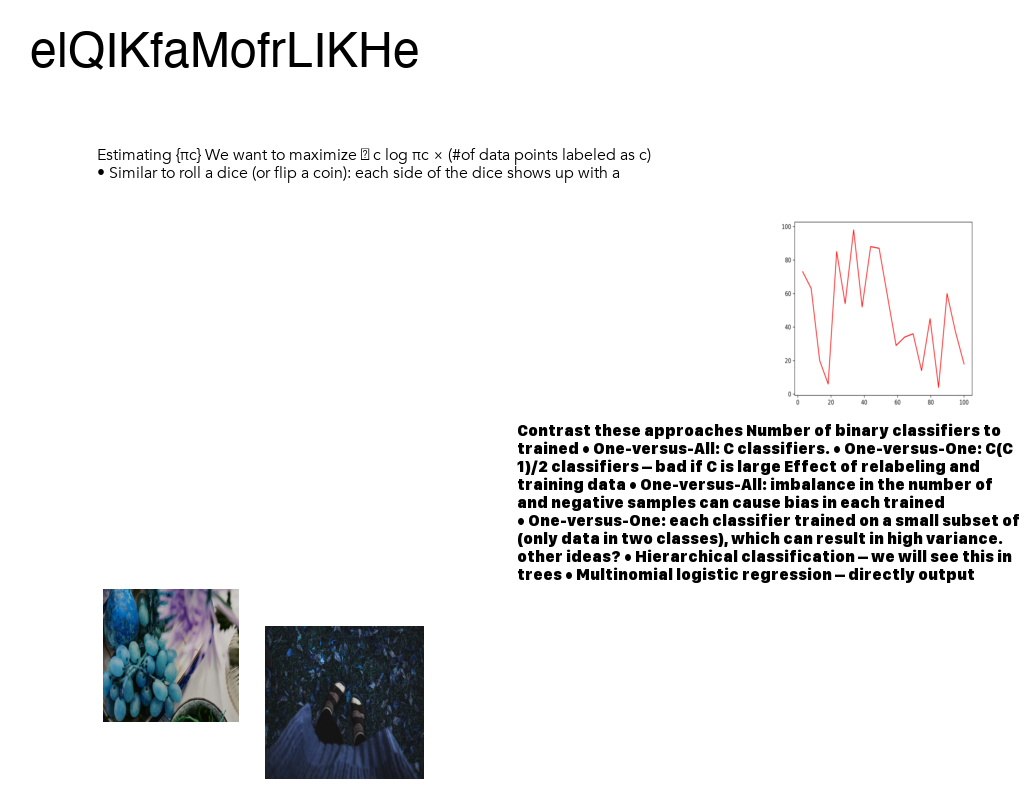 elQIKfaMofrLIKHe
Estimating {πc} We want to maximize c log πc × (#of data points labeled as c)
• Similar to roll a dice (or flip a coin): each side of the dice shows up with a
100
80
60
40
20
0
0 20 40 60 80 100
Contrast these approaches Number of binary classifiers to
trained • One-versus-All: C classifiers. • One-versus-One: C(C
1)/2 classifiers – bad if C is large Effect of relabeling and
training data • One-versus-All: imbalance in the number of
and negative samples can cause bias in each trained
• One-versus-One: each classifier trained on a small subset of
(only data in two classes), which can result in high variance.
other ideas? • Hierarchical classification – we will see this in
trees • Multinomial logistic regression – directly output